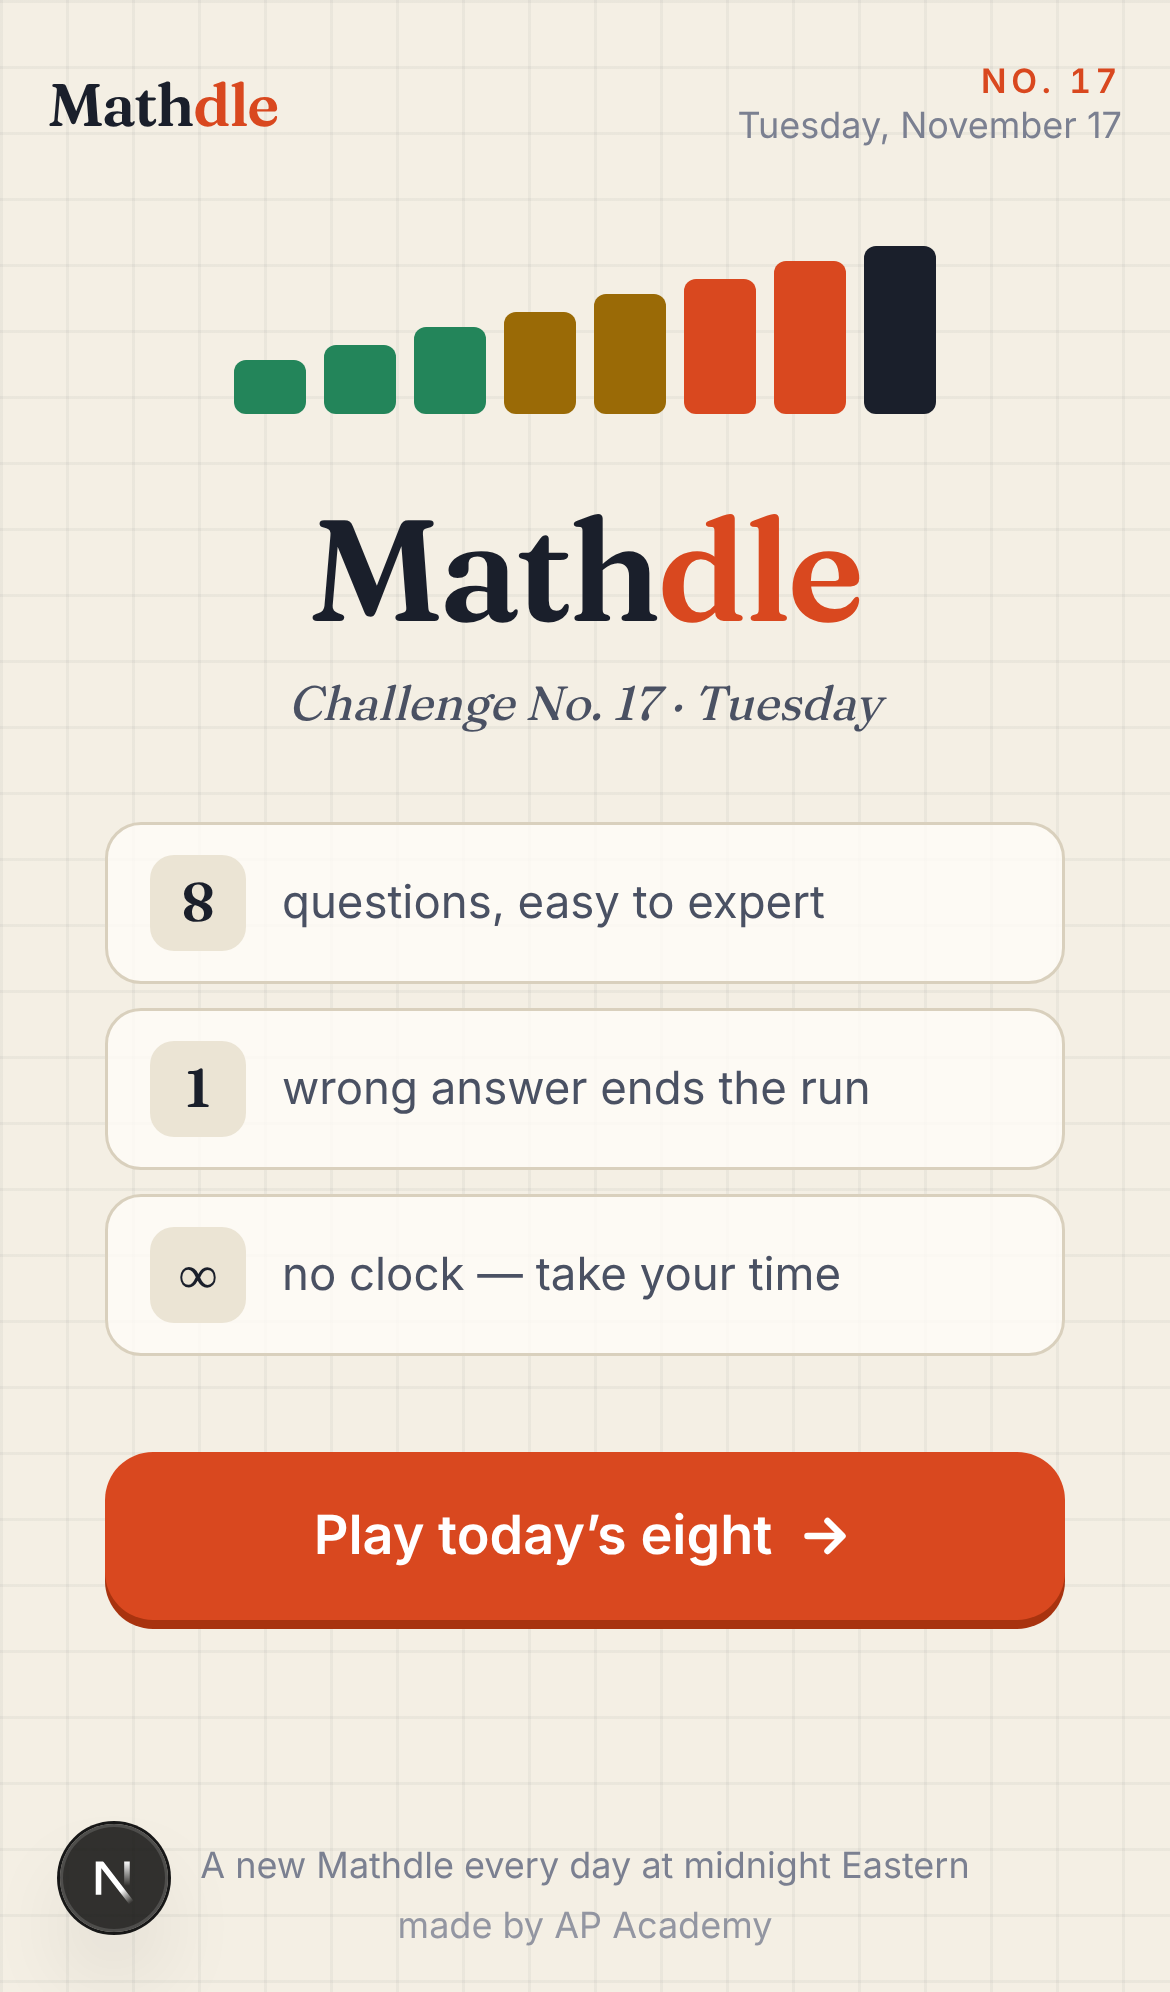 Mathdle
NO. 17
Tuesday, November 17
Mathdle
Challenge No. 17 · Tuesday
8 questions, easy to expert
1 wrong answer ends the run
∞ no clock — take your time
Play today’s eight →
N
A new Mathdle every day at midnight Eastern
made by AP Academy